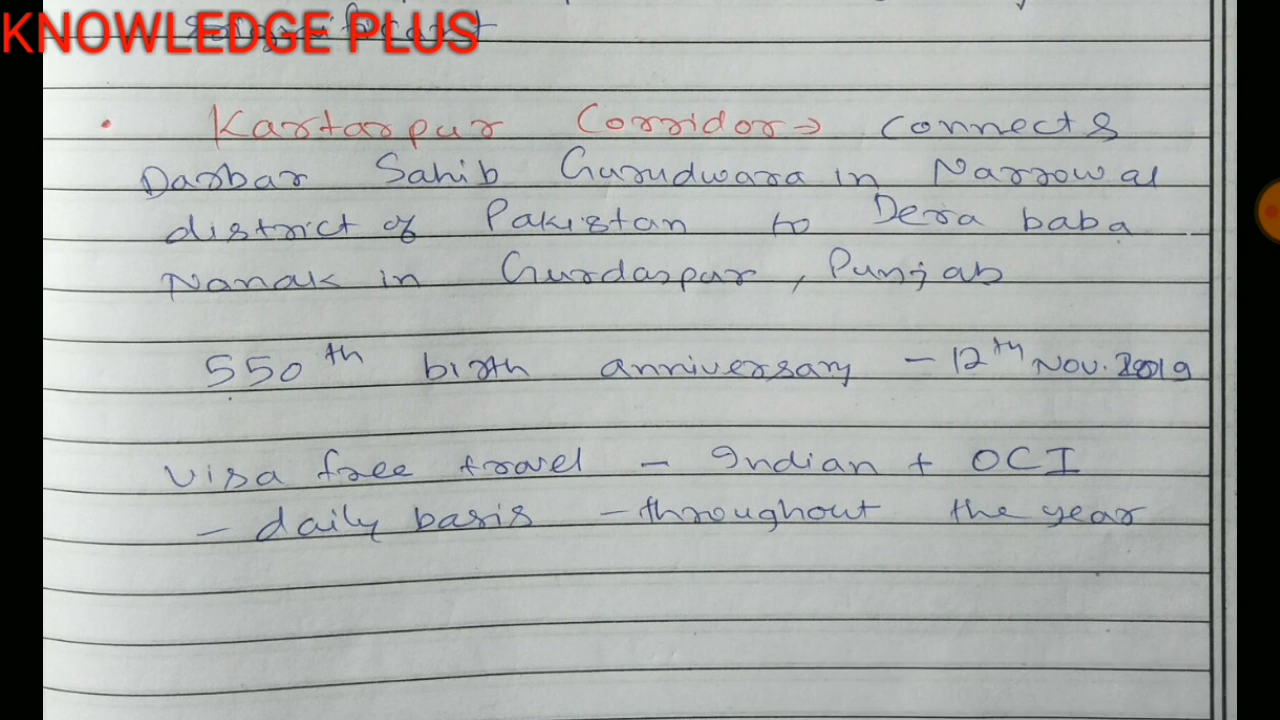 KNOWLEDGE PLUS
• Kartarpur Corridor → connects
Darbar Sahib Gurudwara in Narrowal
district of Pakistan to Dera baba
Nanak in Gurdaspur, Punjab
550th birth anniversary - 12th Nov. 2019
Visa free travel - Indian + OCI
- daily basis - throughout the year